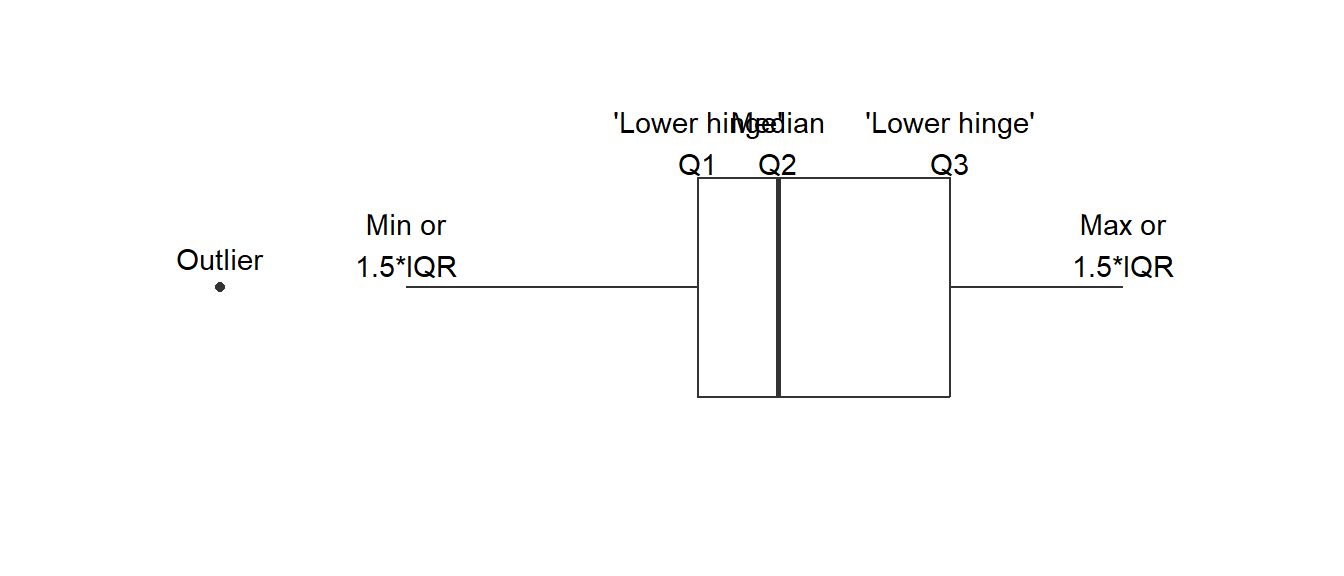 'Lower hinge'
Median
'Lower hinge'
Q1
Q2
Q3
Min or
1.5*IQR
Max or
1.5*IQR
Outlier